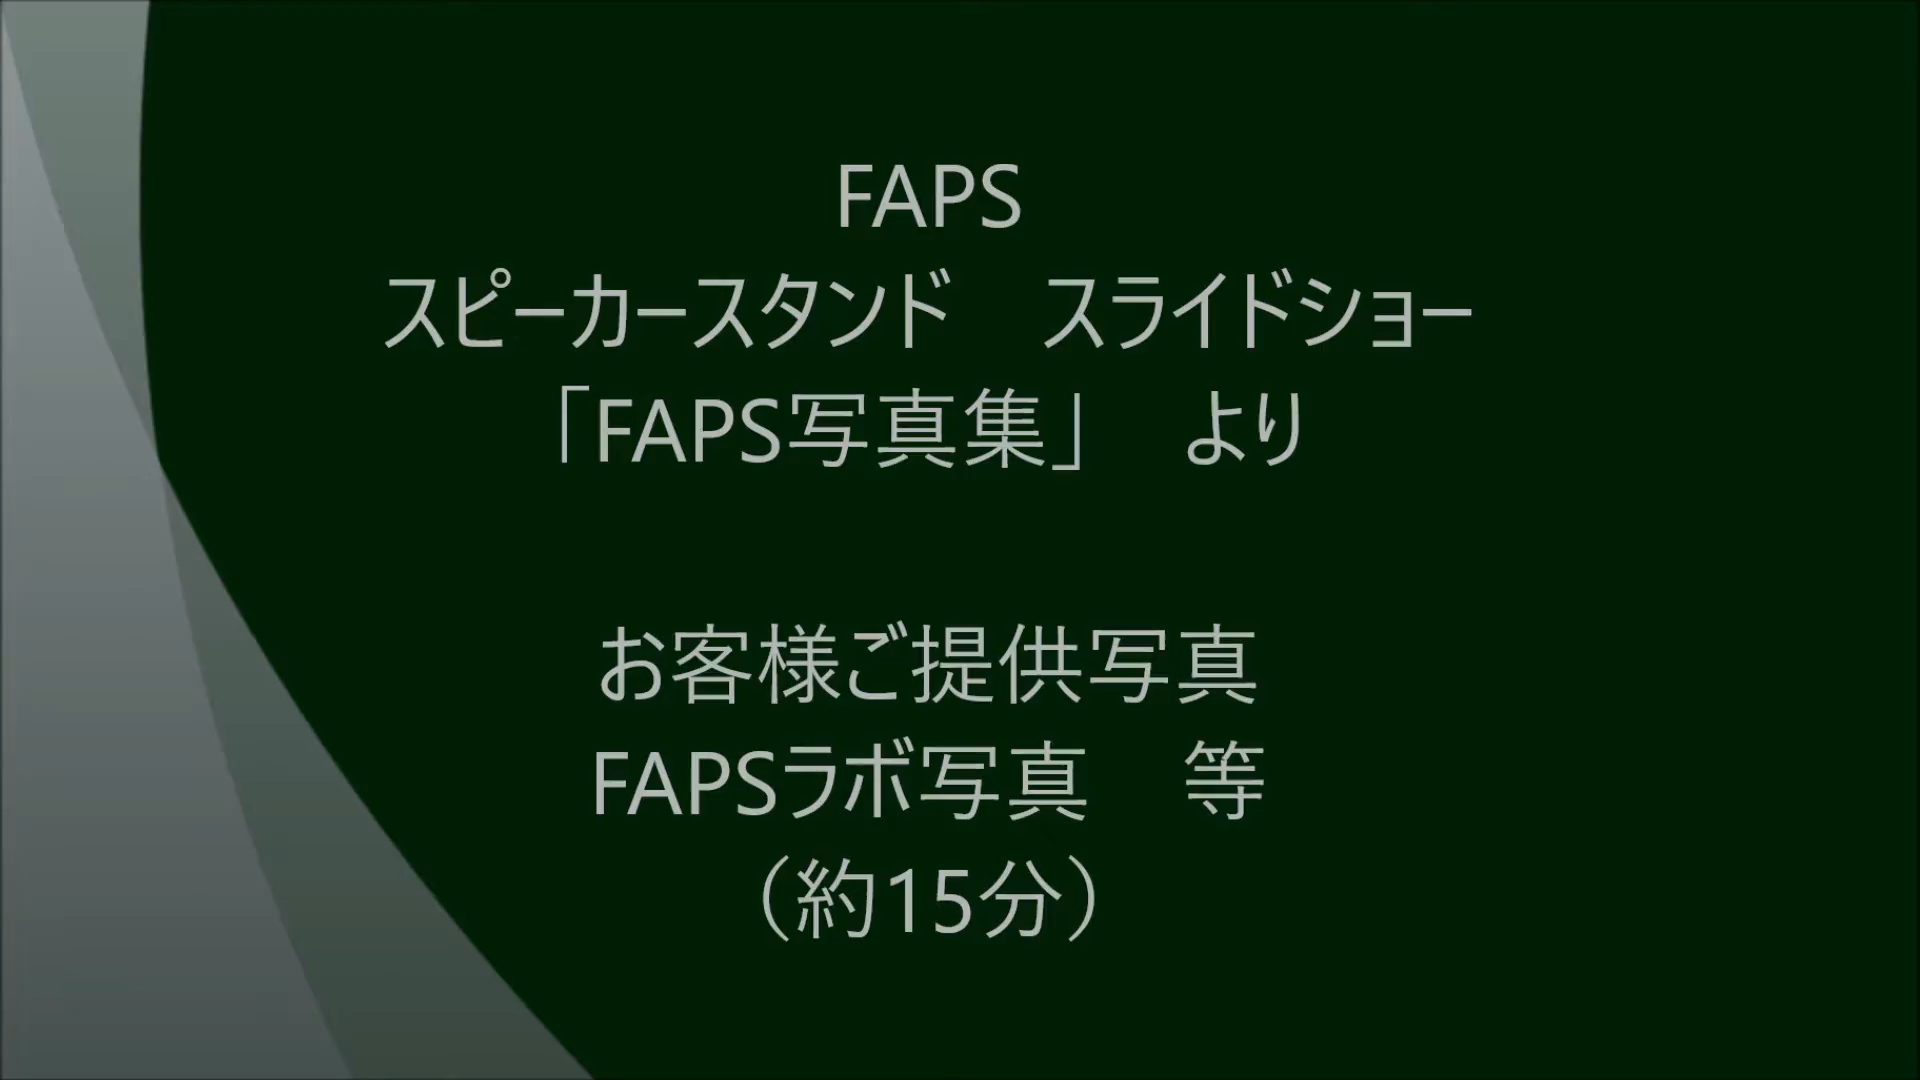 FAPS
スピーカースタンド　スライドショー
「FAPS写真集」　より
お客様ご提供写真
FAPSラボ写真　等
（約15分）